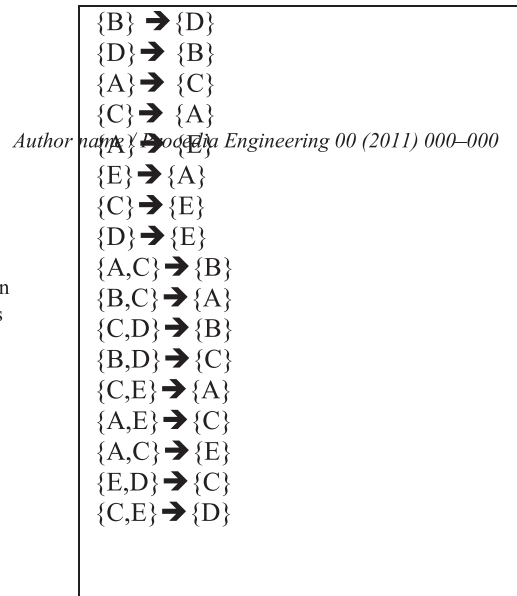 {B} ➔ {D}
{D} ➔ {B}
{A} ➔ {C}
{C} ➔ {A}
Author name / Procedia Engineering 00 (2011) 000–000
{A} ➔ {E}
{E} ➔ {A}
{C} ➔ {E}
{D} ➔ {E}
{A,C} ➔ {B}
n
{B,C} ➔ {A}
s
{C,D} ➔ {B}
{B,D} ➔ {C}
{C,E} ➔ {A}
{A,E} ➔ {C}
{A,C} ➔ {E}
{E,D} ➔ {C}
{C,E} ➔ {D}